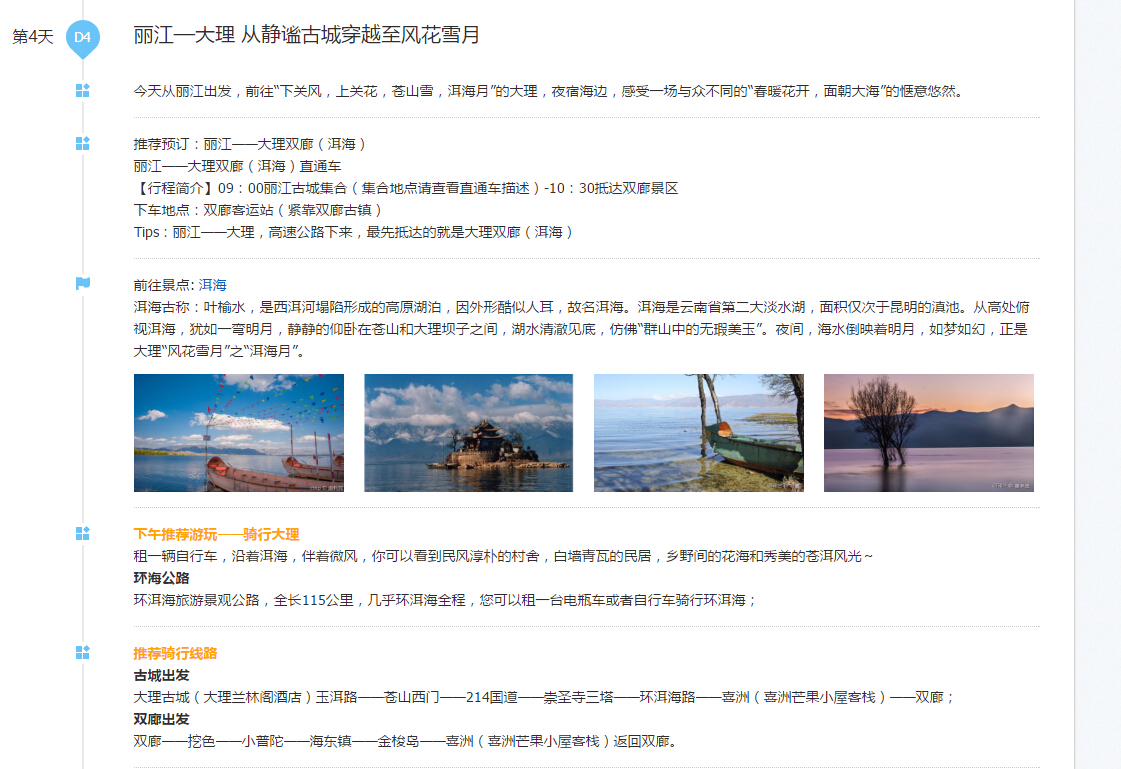 第4天
D4
丽江—大理 从静谧古城穿越至风花雪月
今天从丽江出发，前往“下关风，上关花，苍山雪，洱海月”的大理，夜宿海边，感受一场与众不同的“春暖花开，面朝大海”的惬意悠然。
推荐预订：丽江——大理双廊（洱海）
丽江——大理双廊（洱海）直通车
【行程简介】09：00丽江古城集合（集合地点请查看直通车描述）-10：30抵达双廊景区
下车地点：双廊客运站（紧靠双廊古镇）
Tips：丽江——大理，高速公路下来，最先抵达的就是大理双廊（洱海）
前往景点: 洱海
洱海古称：叶榆水，是西洱河塌陷形成的高原湖泊，因外形酷似人耳，故名洱海。洱海是云南省第二大淡水湖，面积仅次于昆明的滇池。从高处俯
视洱海，犹如一弯明月，静静的仰卧在苍山和大理坝子之间，湖水清澈见底，仿佛“群山中的无瑕美玉”。夜间，海水倒映着明月，如梦如幻，正是
大理“风花雪月”之“洱海月”。
下午推荐游玩——骑行大理
租一辆自行车，沿着洱海，伴着微风，你可以看到民风淳朴的村舍，白墙青瓦的民居，乡野间的花海和秀美的苍洱风光～
环海公路
环洱海旅游景观公路，全长115公里，几乎环洱海全程，您可以租一台电瓶车或者自行车骑行环洱海；
推荐骑行线路
古城出发
大理古城（大理兰林阁酒店）玉洱路——苍山西门——214国道——崇圣寺三塔——环洱海路——喜洲（喜洲芒果小屋客栈）——双廊；
双廊出发
双廊——挖色——小普陀——海东镇——金梭岛——喜洲（喜洲芒果小屋客栈）返回双廊。